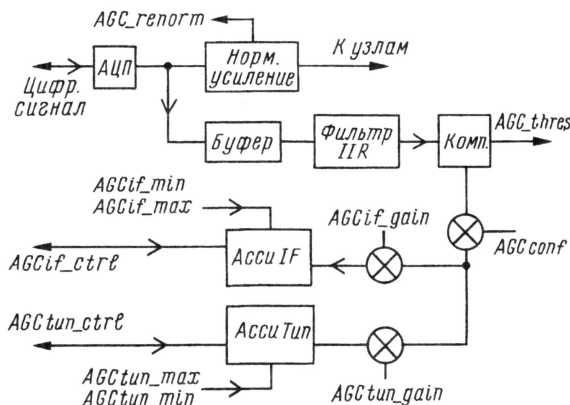 AGC_renorm
АЦП
Норм.
усиление
К узлам
Цифр.
сигнал
Буфер
Фильтр
IIR
Комп.
AGC_thres
AGCif_min
AGCif_max
AGCif_gain
AGCconf
Accu IF
AGCif_ctrl
AGCtun_ctrl
Accu Tun
AGCtun_max
AGCtun_min
AGCtun_gain